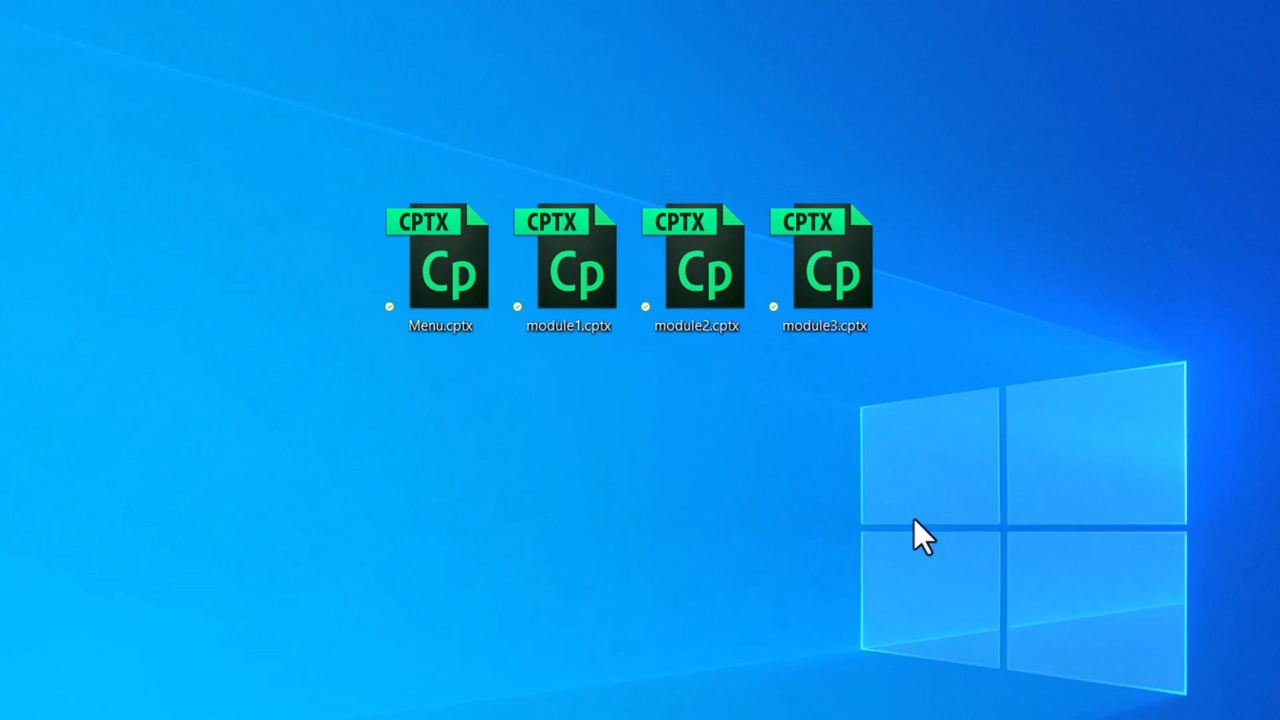 CPTX CPTX CPTX CPTX
Cp Cp Cp Cp
Menu.cptx module1.cptx module2.cptx module3.cptx